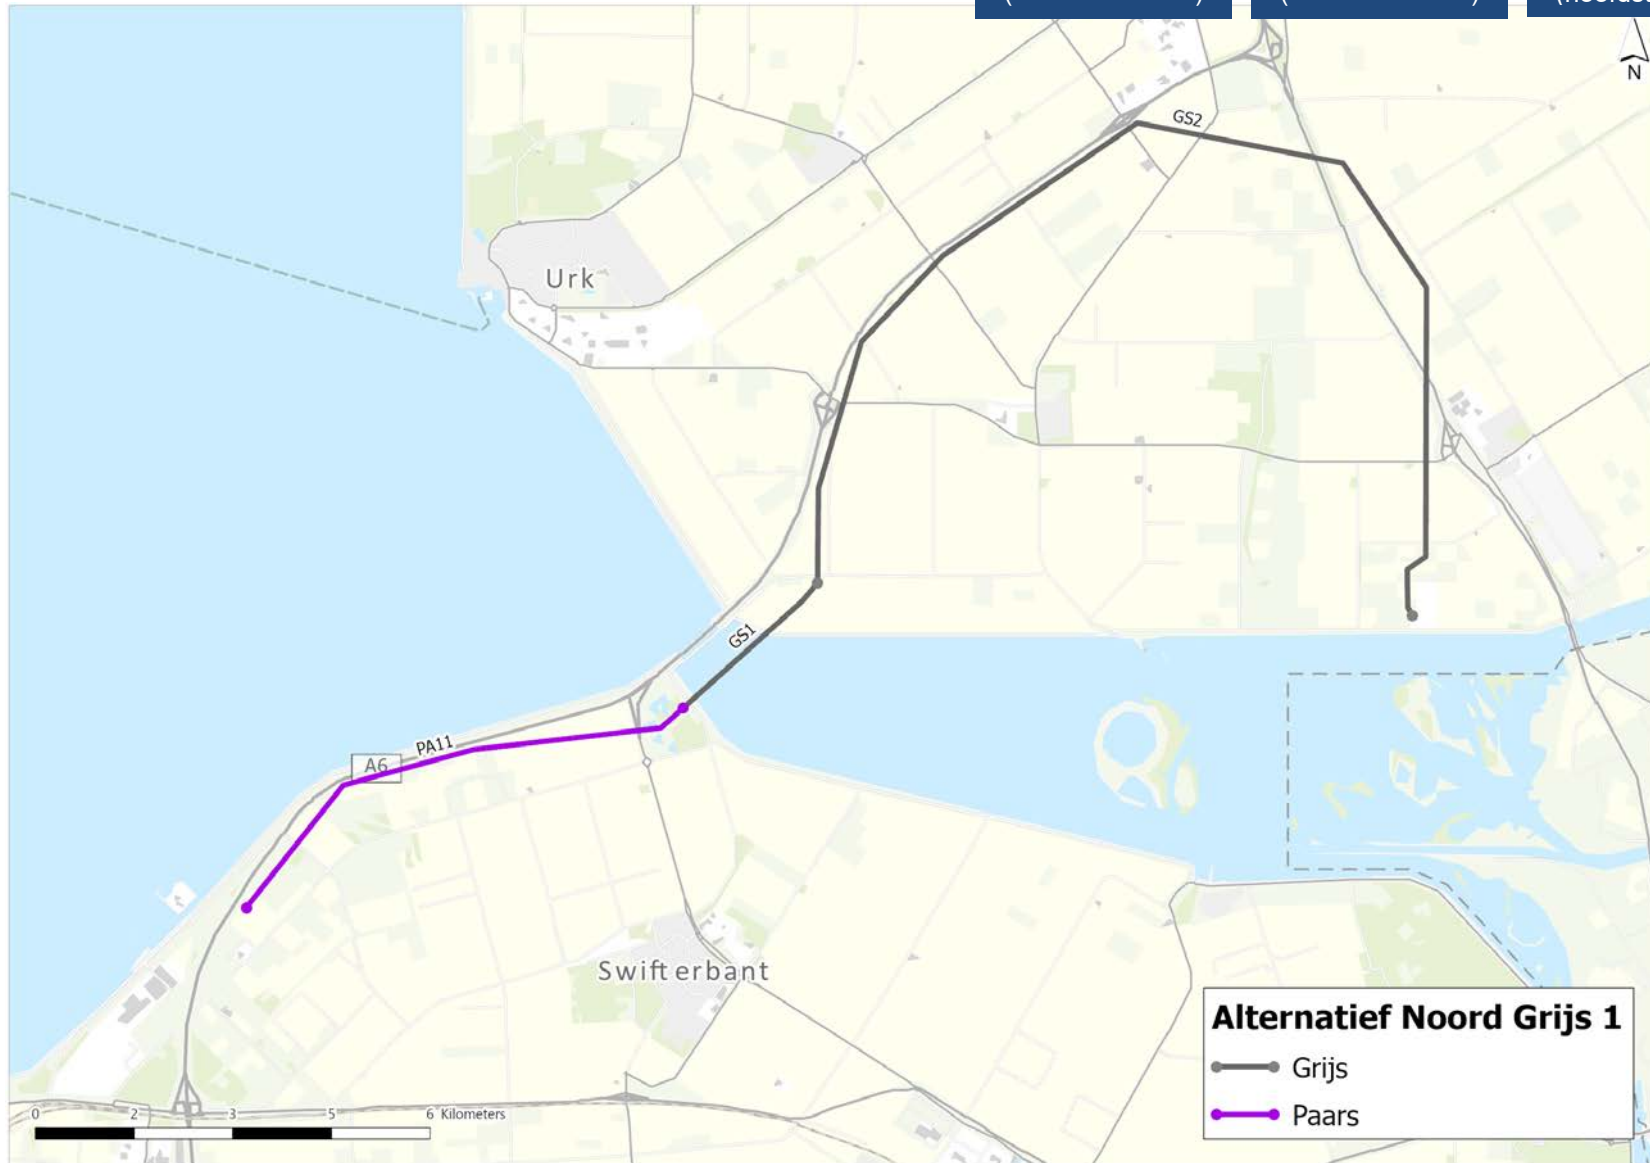 N
GS2
Urk
GS1
PA11
A6
Swifterbant
Alternatief Noord Grijs 1
Grijs
Paars
0 2 3 5 6 Kilometers